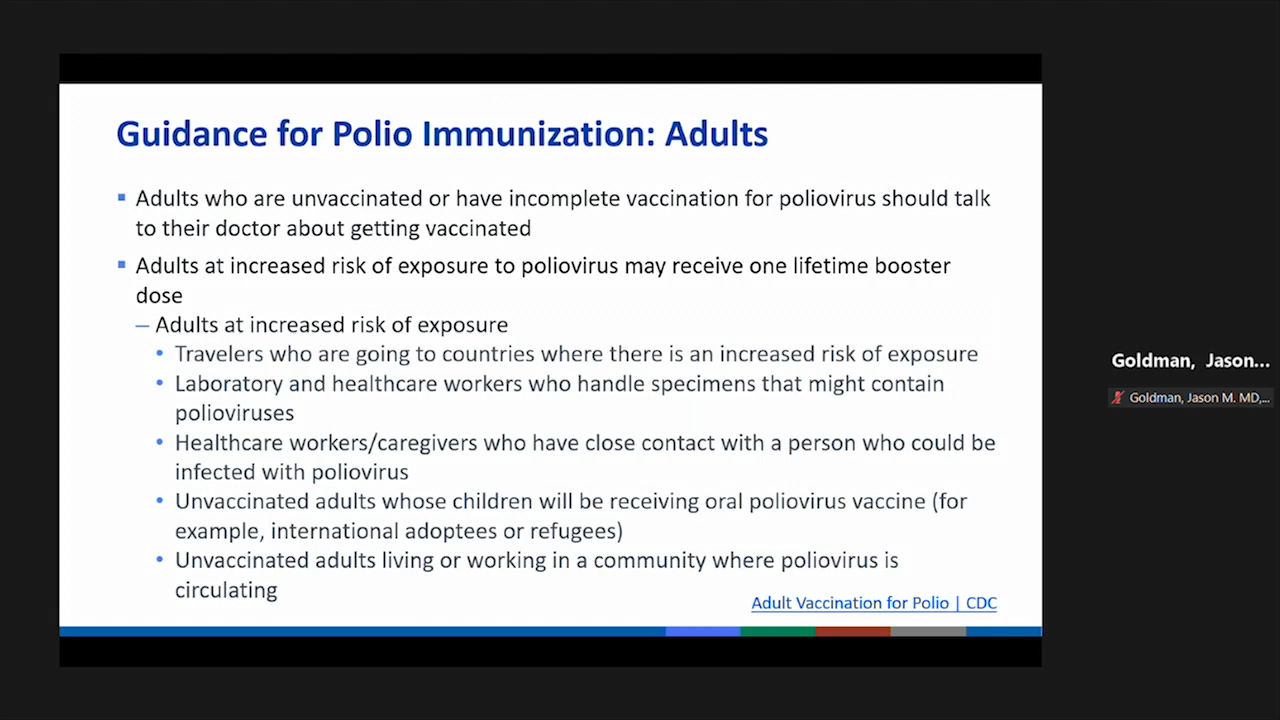 Guidance for Polio Immunization: Adults
▪ Adults who are unvaccinated or have incomplete vaccination for poliovirus should talk
to their doctor about getting vaccinated
▪ Adults at increased risk of exposure to poliovirus may receive one lifetime booster
dose
– Adults at increased risk of exposure
• Travelers who are going to countries where there is an increased risk of exposure
• Laboratory and healthcare workers who handle specimens that might contain
polioviruses
• Healthcare workers/caregivers who have close contact with a person who could be
infected with poliovirus
• Unvaccinated adults whose children will be receiving oral poliovirus vaccine (for
example, international adoptees or refugees)
• Unvaccinated adults living or working in a community where poliovirus is
circulating
Adult Vaccination for Polio | CDC
Goldman, Jason...
Goldman, Jason M. MD,...